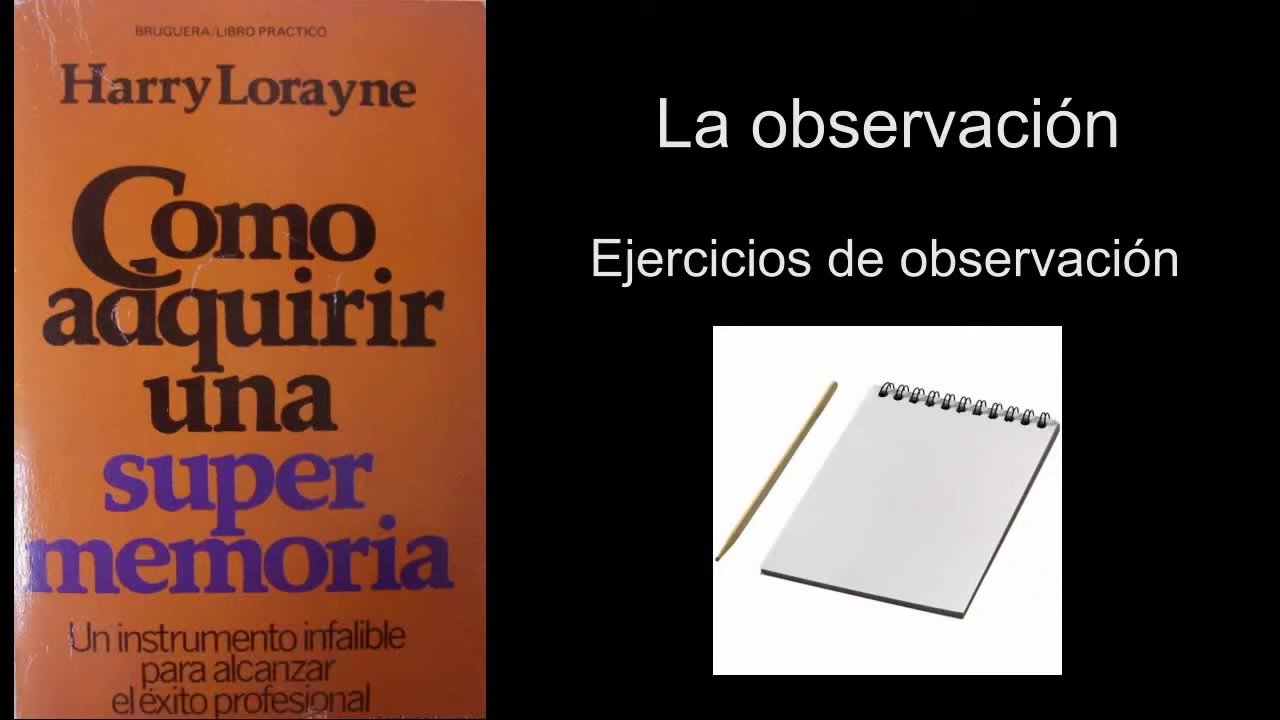 BRUGUERA/LIBRO PRACTICO
Harry Lorayne
Como
adquirir
una
super
memoria
Un instrumento infalible
para alcanzar
el éxito profesional
La observación
Ejercicios de observación